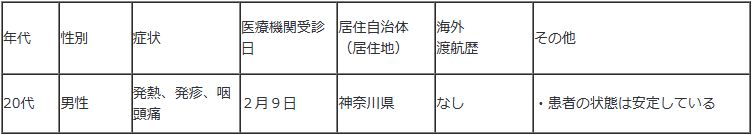 年代
性別
症状
医療機関受診
日
居住自治体
（居住地）
海外
渡航歴
その他
20代
男性
発熱、発疹、咽
頭痛
２月９日
神奈川県
なし
・患者の状態は安定している